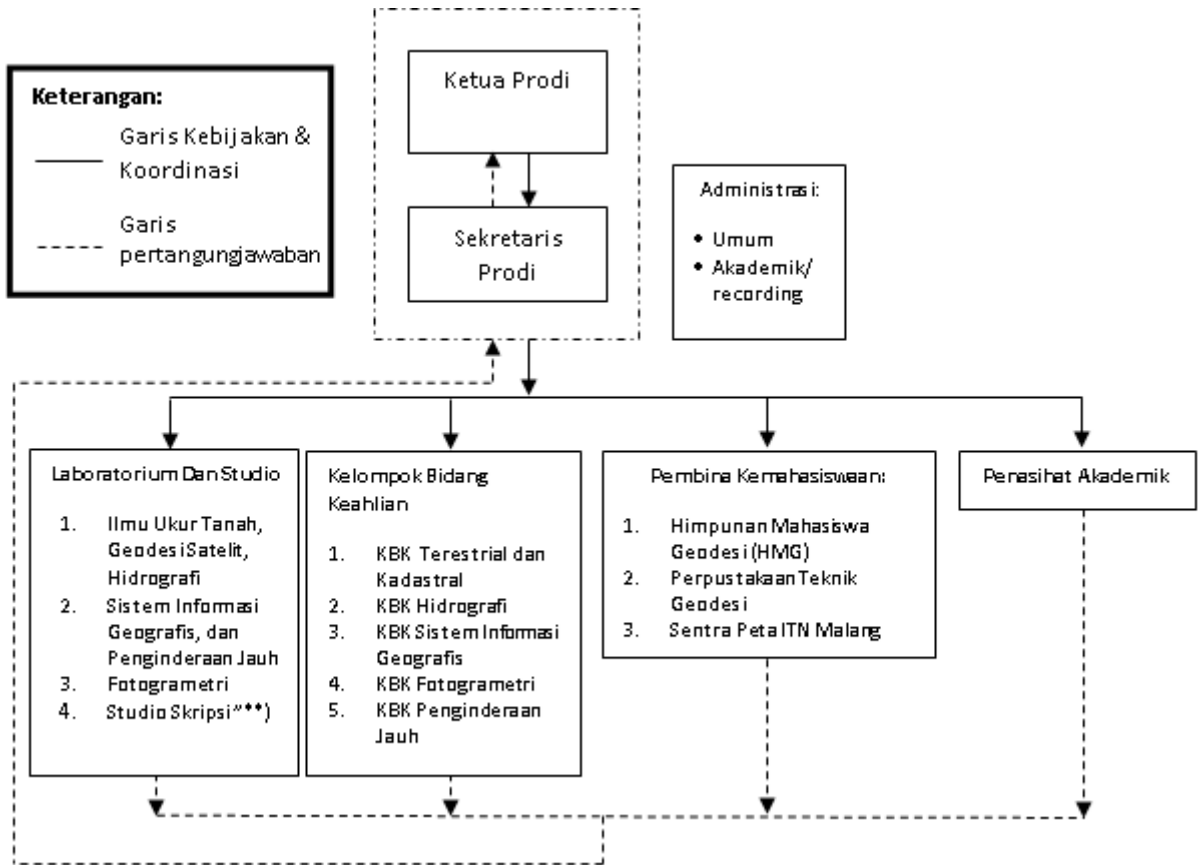 Keterangan:
Garis Kebijakan &
Koordinasi
Garis
pertangungjawaban
Ketua Prodi
Sekretaris
Prodi
Administrasi:
• Umum
• Akademik/
recording
Laboratorium Dan Studio
1. Ilmu Ukur Tanah,
Geodesi Satelit,
Hidrografi
2. Sistem Informasi
Geografis, dan
Penginderaan Jauh
3. Fotogrametri
4. Studio Skripsi"**)
Kelompok Bidang
Keahlian
1. KBK Terestrial dan
Kadastral
2. KBK Hidrografi
3. KBK Sistem Informasi
Geografis
4. KBK Fotogrametri
5. KBK Penginderaan
Jauh
Pembina Kemahasiswaan:
1. Himpunan Mahasiswa
Geodesi (HMG)
2. Perpustakaan Teknik
Geodesi
3. Sentra Peta ITN Malang
Penasihat Akademik